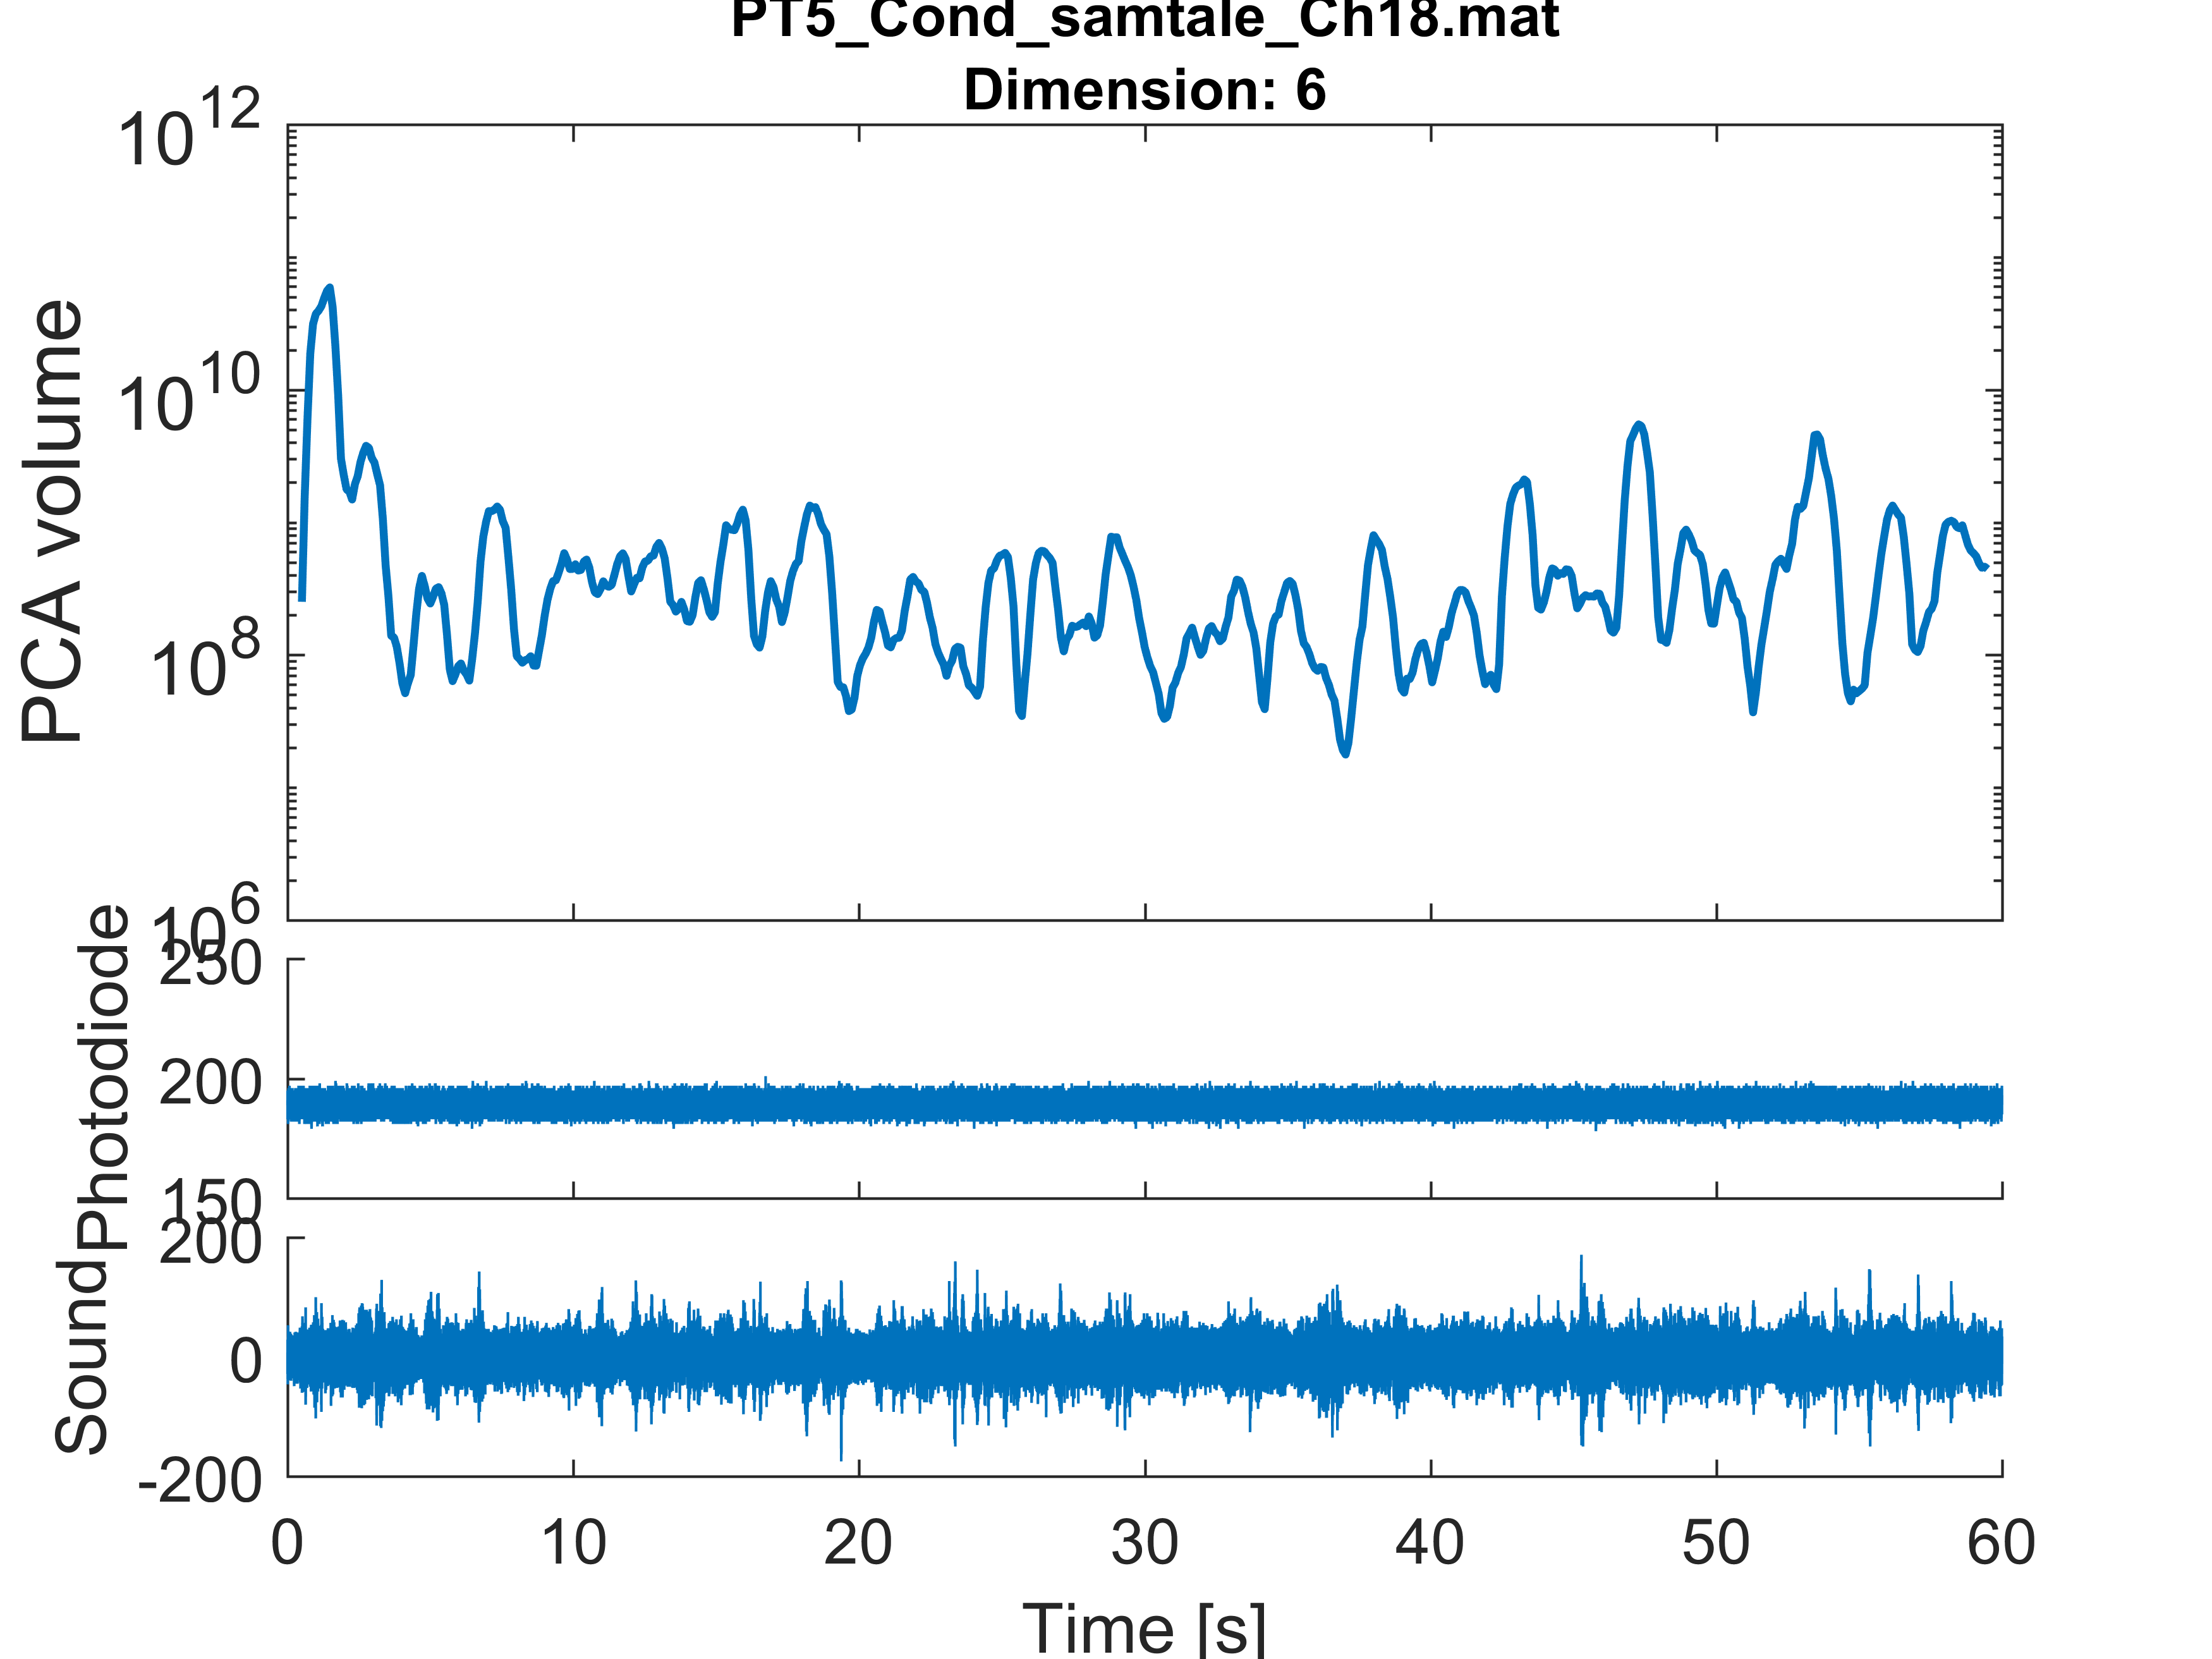 PT5_Cond_samtale_Ch18.mat
Dimension: 6
PCA volume
10^12
10^10
10^8
10^6
Photodiode
250
200
150
Sound
200
0
-200
0 10 20 30 40 50 60
Time [s]